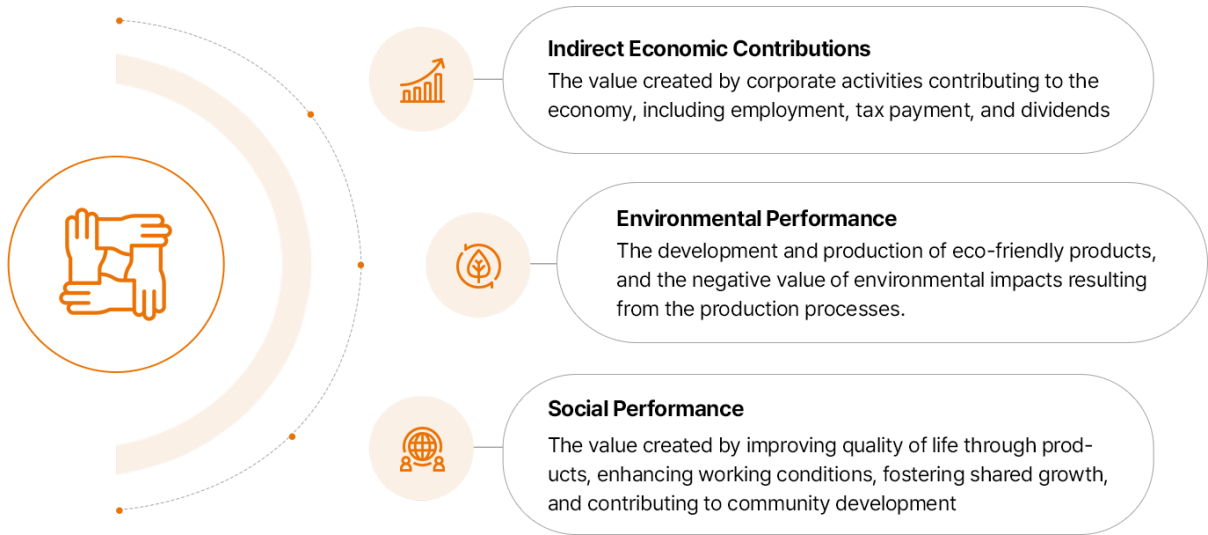 Indirect Economic Contributions
The value created by corporate activities contributing to the
economy, including employment, tax payment, and dividends
Environmental Performance
The development and production of eco-friendly products,
and the negative value of environmental impacts resulting
from the production processes.
Social Performance
The value created by improving quality of life through prod-
ucts, enhancing working conditions, fostering shared growth,
and contributing to community development